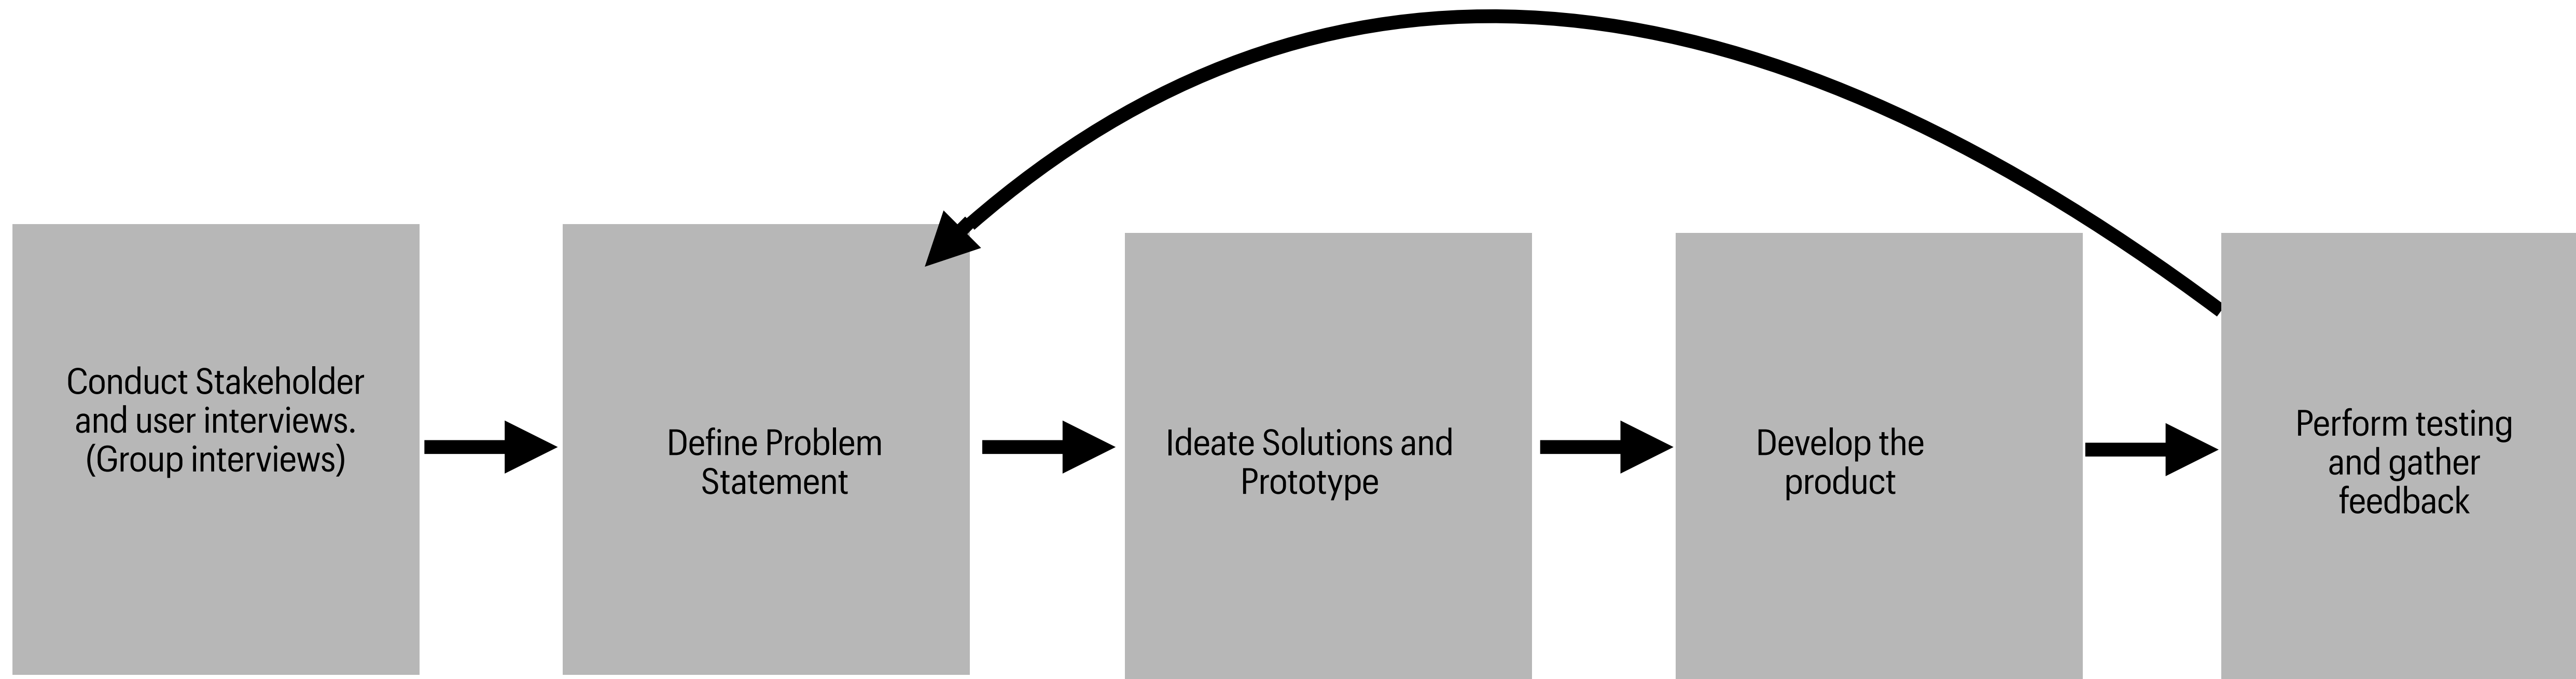 Conduct Stakeholder
and user interviews.
(Group interviews)
Define Problem
Statement
Ideate Solutions and
Prototype
Develop the
product
Perform testing
and gather
feedback